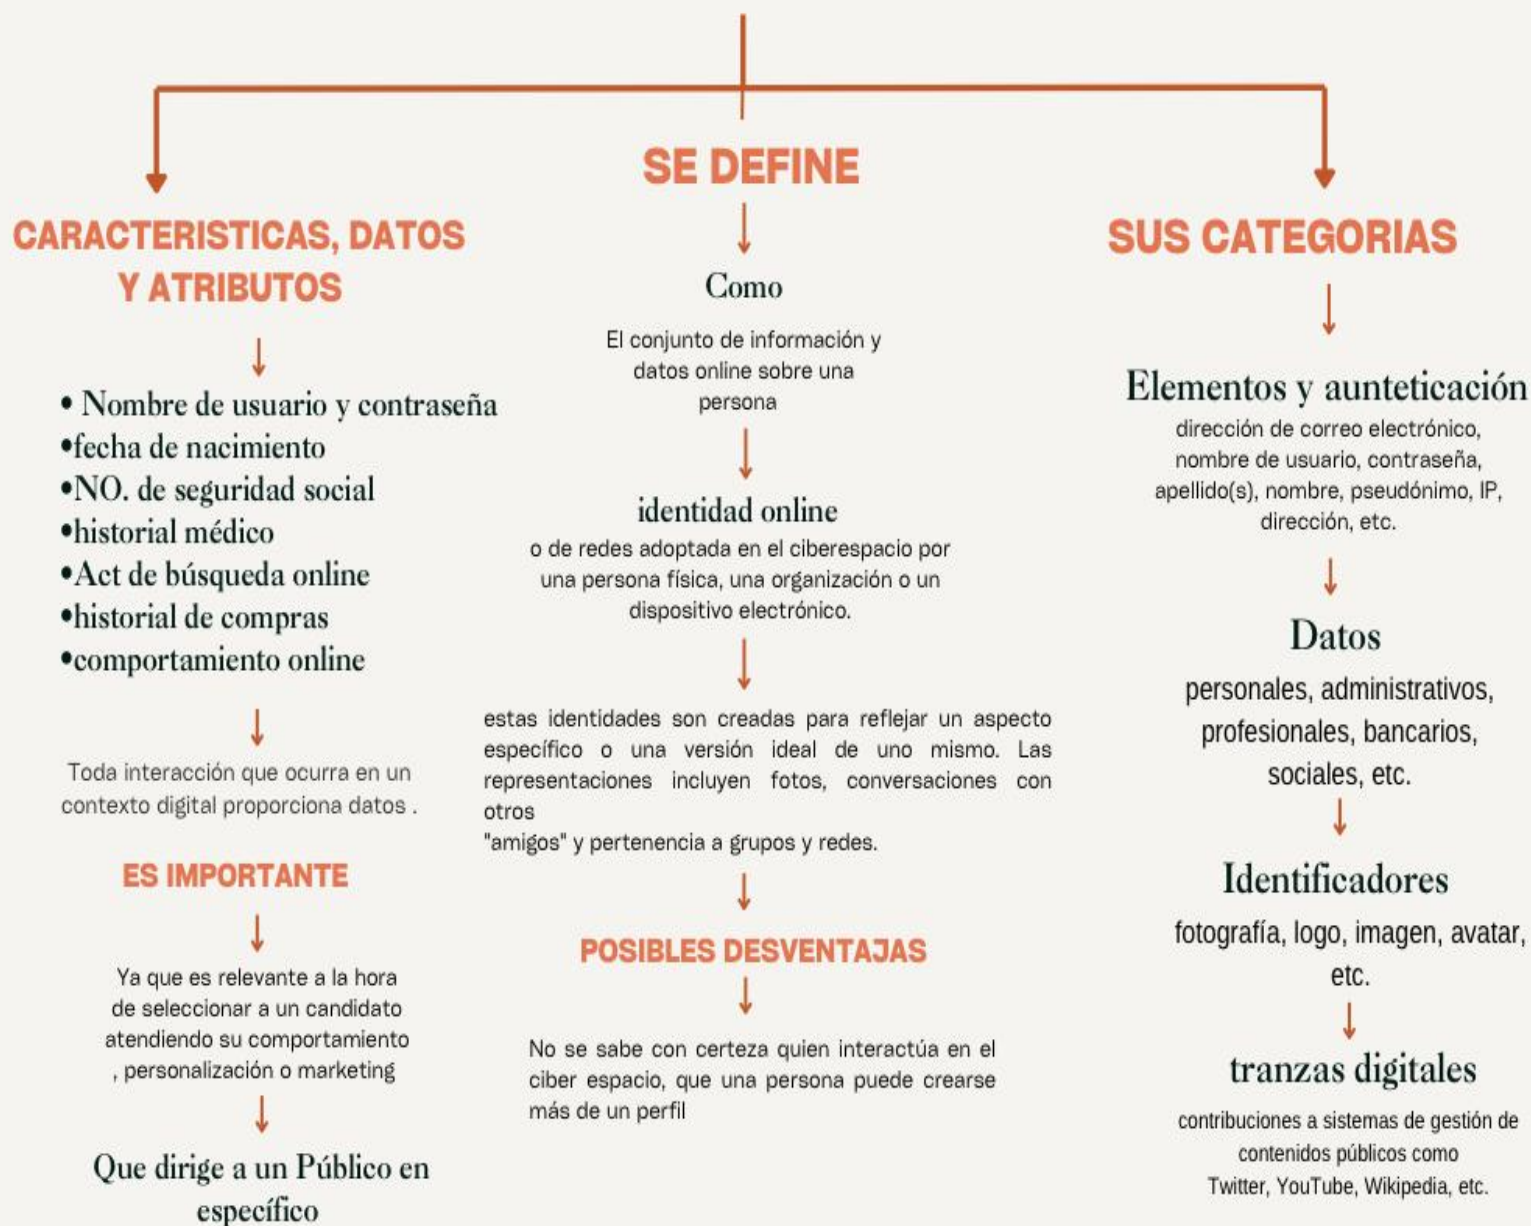 CARACTERISTICAS, DATOS
Y ATRIBUTOS
• Nombre de usuario y contraseña
•fecha de nacimiento
•NO. de seguridad social
•historial médico
•Act de búsqueda online
•historial de compras
•comportamiento online
Toda interacción que ocurra en un
contexto digital proporciona datos .
ES IMPORTANTE
Ya que es relevante a la hora
de seleccionar a un candidato
atendiendo su comportamiento
, personalización o marketing
Que dirige a un Público en
específico
SE DEFINE
Como
El conjunto de información y
datos online sobre una
persona
identidad online
o de redes adoptada en el ciberespacio por
una persona física, una organización o un
dispositivo electrónico.
estas identidades son creadas para reflejar un aspecto
específico o una versión ideal de uno mismo. Las
representaciones incluyen fotos, conversaciones con
otros
"amigos" y pertenencia a grupos y redes.
POSIBLES DESVENTAJAS
No se sabe con certeza quien interactúa en el
ciber espacio, que una persona puede crearse
más de un perfil
SUS CATEGORIAS
Elementos y aunteticación
dirección de correo electrónico,
nombre de usuario, contraseña,
apellido(s), nombre, pseudónimo, IP,
dirección, etc.
Datos
personales, administrativos,
profesionales, bancarios,
sociales, etc.
Identificadores
fotografía, logo, imagen, avatar,
etc.
tranzas digitales
contribuciones a sistemas de gestión de
contenidos públicos como
Twitter, YouTube, Wikipedia, etc.